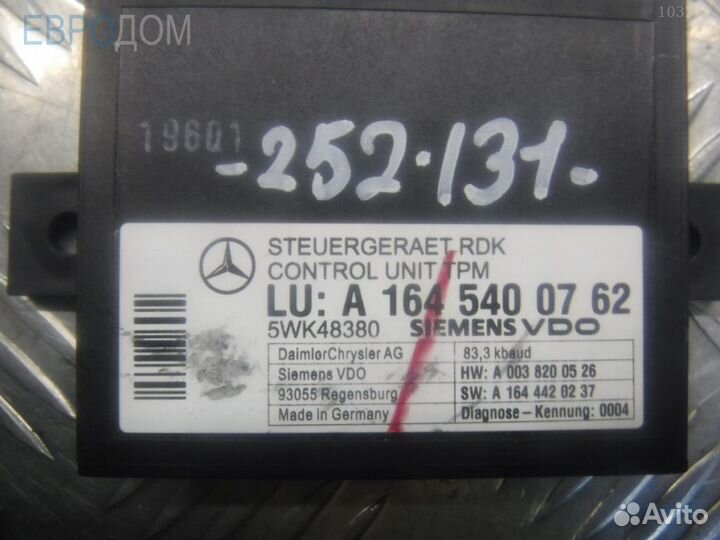 ЕВРОДОМ
103
19601
-252·131-
STEUERGERAET RDK
CONTROL UNIT TPM
LU: A 164 540 07 62
5WK48380 SIEMENS VDO
DaimlerChrysler AG
83,3 kbaud
Siemens VDO
HW: A 003 820 05 26
93055 Regensburg
SW: A 164 442 02 37
Made in Germany
Diagnose-Kennung: 0004
Avito